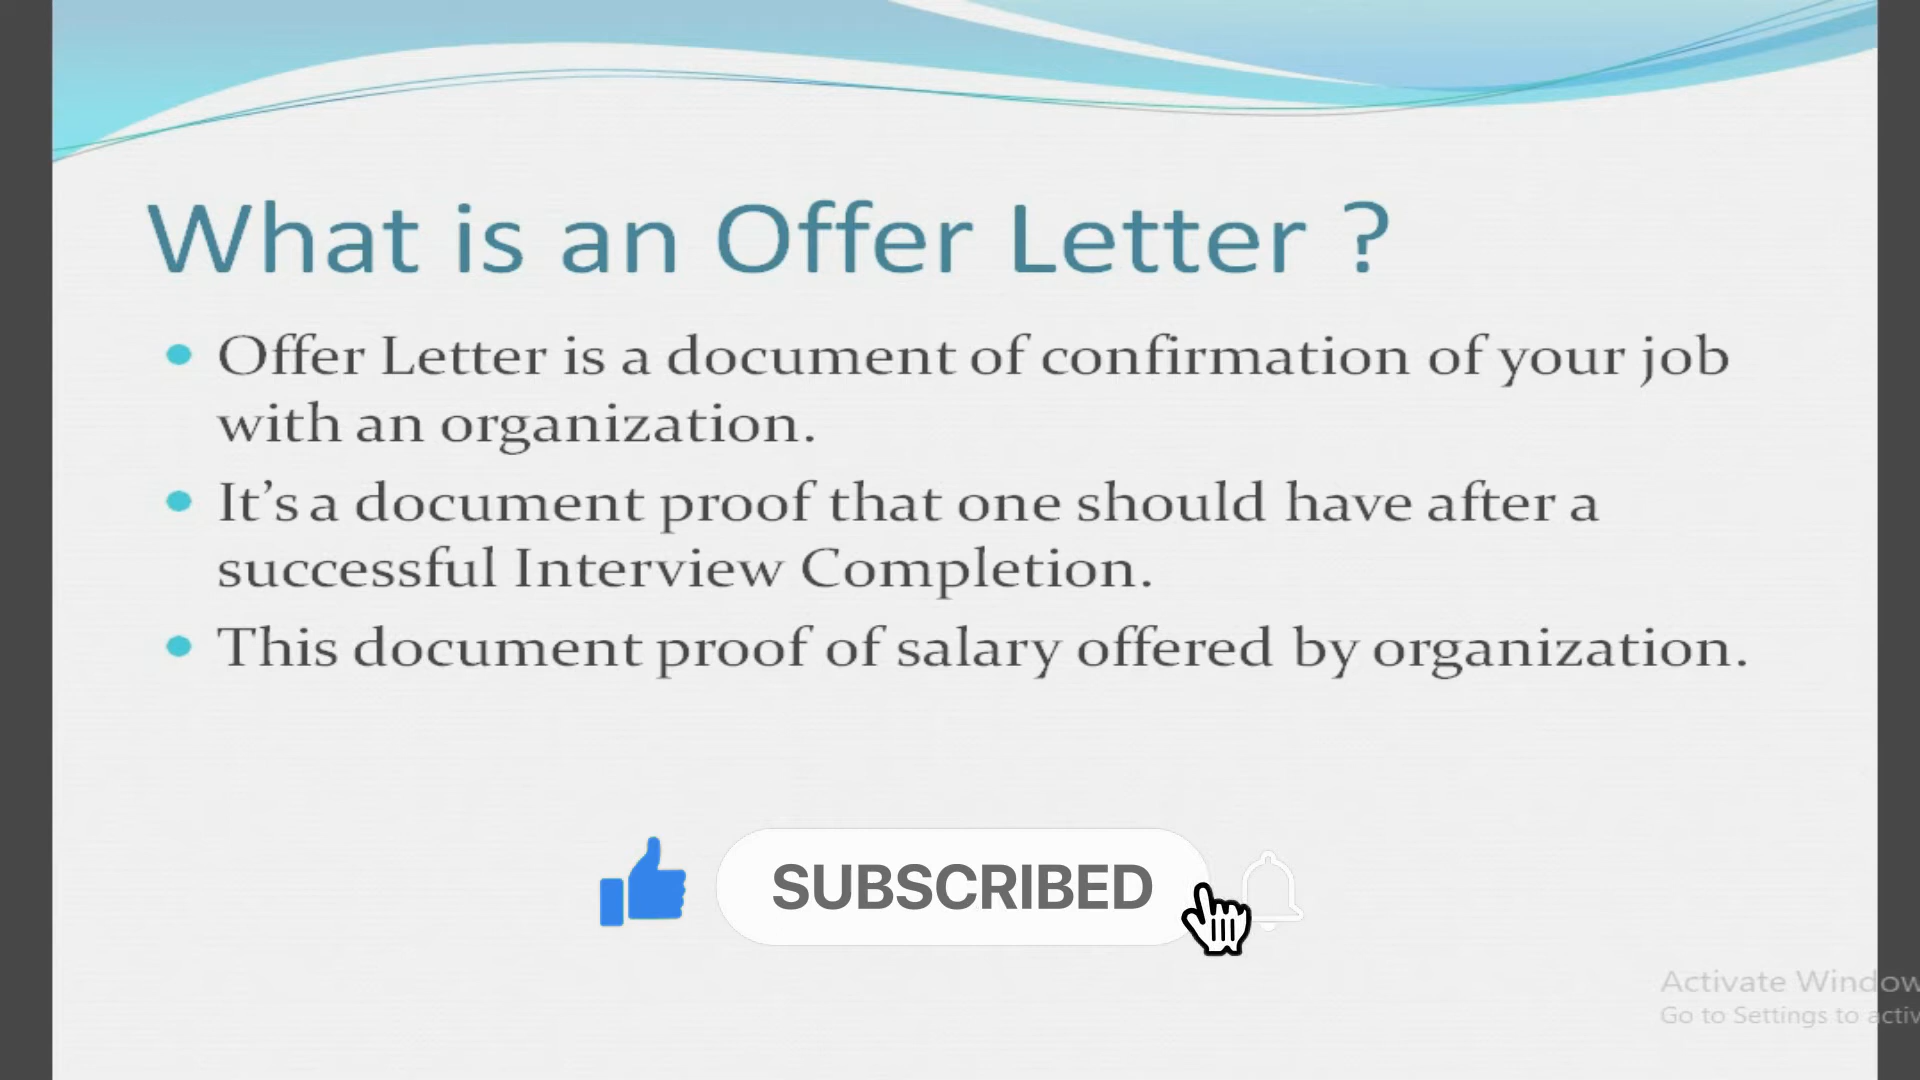 What is an Offer Letter ?
Offer Letter is a document of confirmation of your job
with an organization.
It's a document proof that one should have after a
successful Interview Completion.
This document proof of salary offered by organization.
SUBSCRIBED
Activate Window
Go to Settings to activ